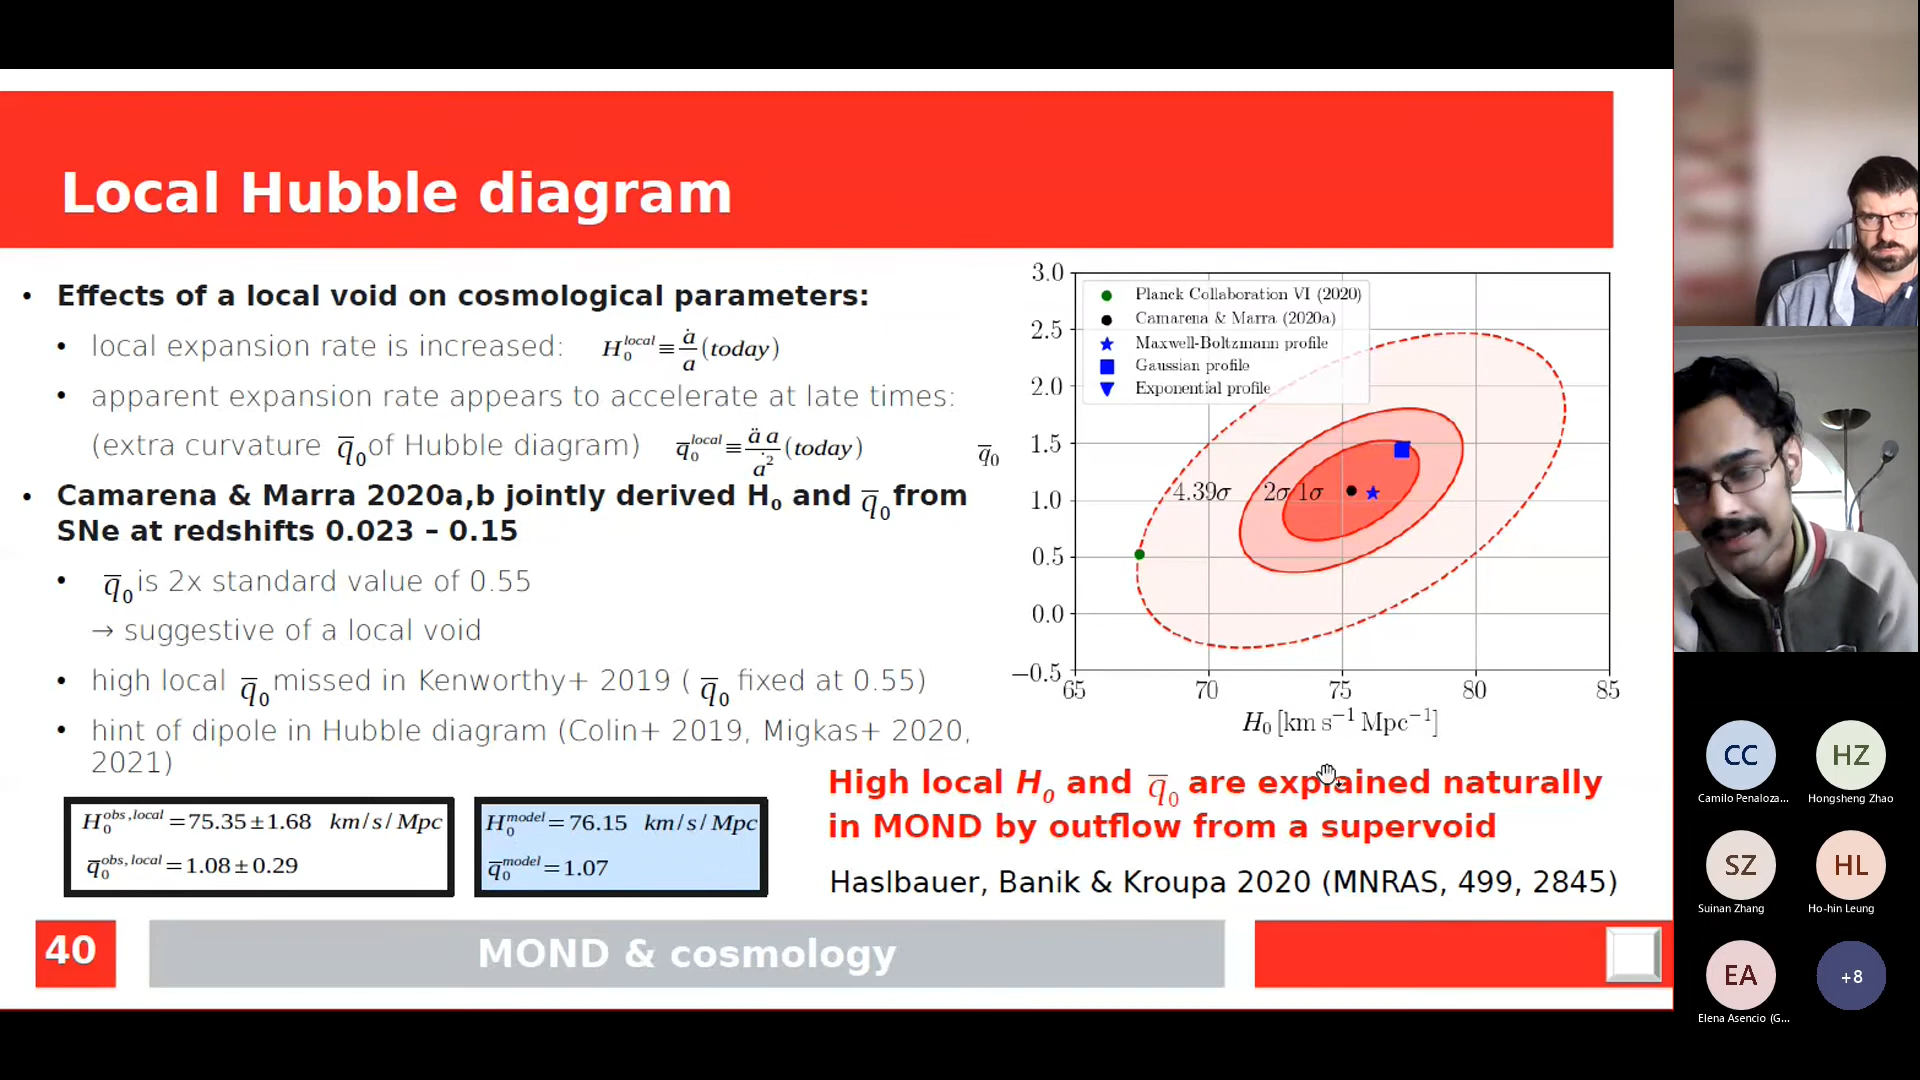 Local Hubble diagram
• Effects of a local void on cosmological parameters:
• local expansion rate is increased: H₀^local ≡ ȧ/a (today)
• apparent expansion rate appears to accelerate at late times:
(extra curvature q̅₀ of Hubble diagram) q̅₀^local ≡ ä a/ȧ² (today)
• Camarena & Marra 2020a,b jointly derived H₀ and q̅₀ from
SNe at redshifts 0.023 – 0.15
• q̅₀ is 2x standard value of 0.55
→ suggestive of a local void
• high local q̅₀ missed in Kenworthy+ 2019 ( q̅₀ fixed at 0.55)
• hint of dipole in Hubble diagram (Colin+ 2019, Migkas+ 2020,
2021)
H₀^obs,local =75.35±1.68 km/s/Mpc
q̅₀^obs,local =1.08±0.29
H₀^model =76.15 km/s/Mpc
q̅₀^model =1.07
3.0
2.5
2.0
1.5
1.0
0.5
0.0
−0.5
q̅₀
Planck Collaboration VI (2020)
Camarena & Marra (2020a)
Maxwell-Boltzmann profile
Gaussian profile
Exponential profile
4.39σ 2σ 1σ
65 70 75 80 85
H₀ [km s⁻¹ Mpc⁻¹]
High local H₀ and q̅₀ are explained naturally
in MOND by outflow from a supervoid
Haslbauer, Banik & Kroupa 2020 (MNRAS, 499, 2845)
40
MOND & cosmology
CC
Camilo Penaloza...
HZ
Hongsheng Zhao
SZ
Suinan Zhang
HL
Ho-hin Leung
EA
Elena Asencio (G...
+8